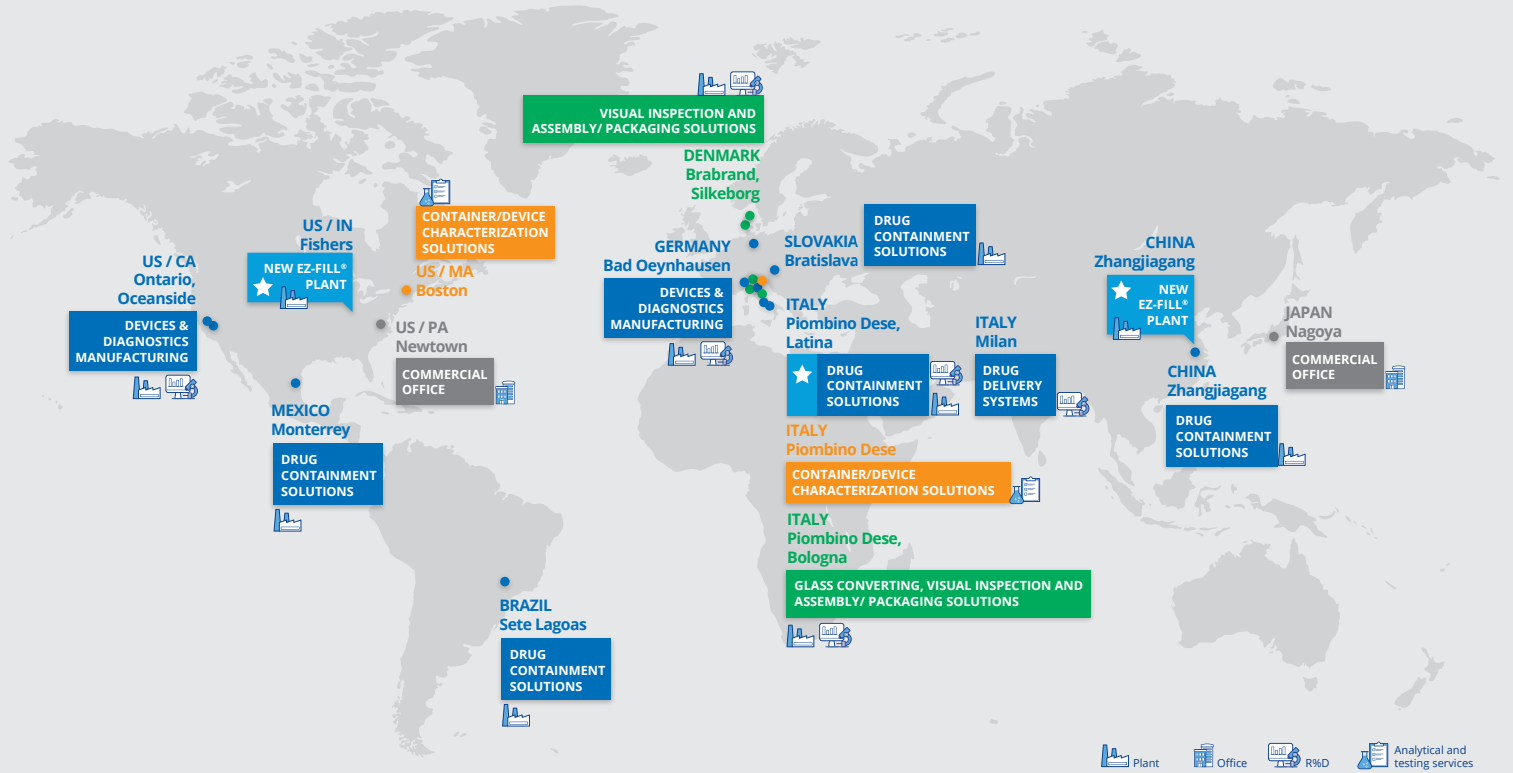 VISUAL INSPECTION AND
ASSEMBLY/ PACKAGING SOLUTIONS
DENMARK
Brabrand,
Silkeborg
CONTAINER/DEVICE
CHARACTERIZATION
SOLUTIONS
US / MA
Boston
US / IN
Fishers
NEW EZ-FILL®
PLANT
US / CA
Ontario,
Oceanside
DEVICES &
DIAGNOSTICS
MANUFACTURING
US / PA
Newtown
COMMERCIAL
OFFICE
MEXICO
Monterrey
DRUG
CONTAINMENT
SOLUTIONS
BRAZIL
Sete Lagoas
DRUG
CONTAINMENT
SOLUTIONS
GERMANY
Bad Oeynhausen
DEVICES &
DIAGNOSTICS
MANUFACTURING
SLOVAKIA
Bratislava
DRUG
CONTAINMENT
SOLUTIONS
ITALY
Piombino Dese,
Latina
DRUG
CONTAINMENT
SOLUTIONS
ITALY
Milan
DRUG
DELIVERY
SYSTEMS
ITALY
Piombino Dese
CONTAINER/DEVICE
CHARACTERIZATION SOLUTIONS
ITALY
Piombino Dese,
Bologna
GLASS CONVERTING, VISUAL INSPECTION AND
ASSEMBLY/ PACKAGING SOLUTIONS
CHINA
Zhangjiagang
NEW
EZ-FILL®
PLANT
CHINA
Zhangjiagang
DRUG
CONTAINMENT
SOLUTIONS
JAPAN
Nagoya
COMMERCIAL
OFFICE
Plant
Office
R%D
Analytical and
testing services